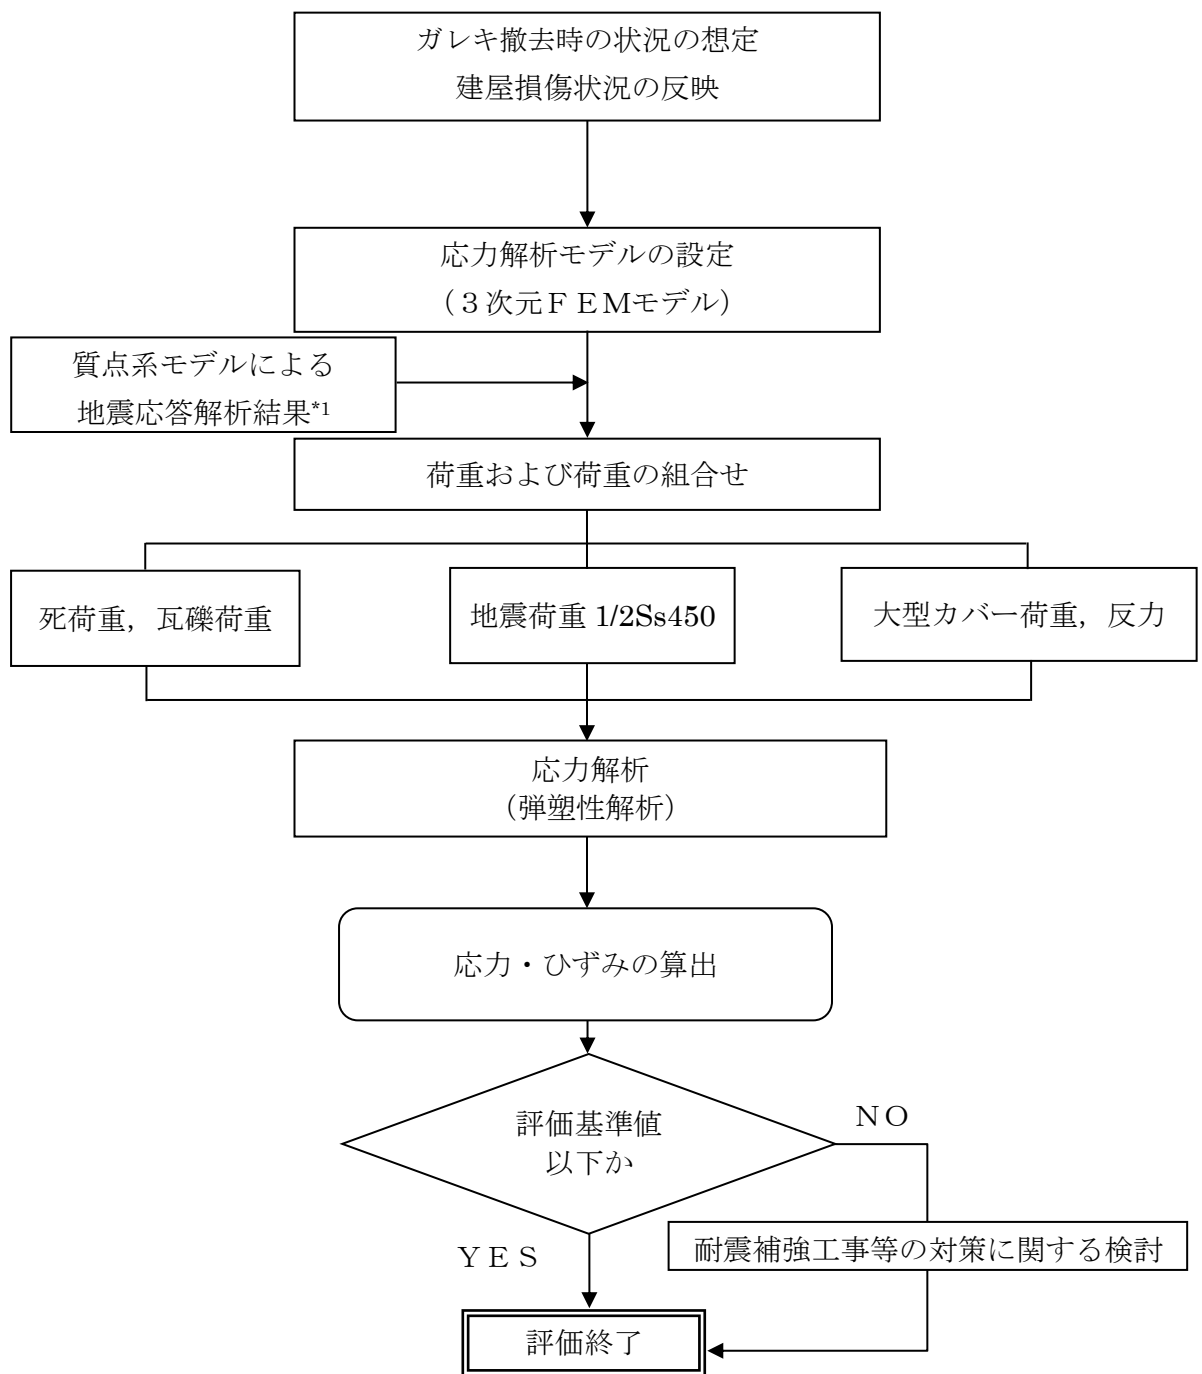 ガレキ撤去時の状況の想定
建屋損傷状況の反映
応力解析モデルの設定
（３次元ＦＥＭモデル）
質点系モデルによる
地震応答解析結果*1
荷重および荷重の組合せ
死荷重，瓦礫荷重
地震荷重 1/2Ss450
大型カバー荷重，反力
応力解析
（弾塑性解析）
応力・ひずみの算出
評価基準値
以下か
ＮＯ
ＹＥＳ
耐震補強工事等の対策に関する検討
評価終了